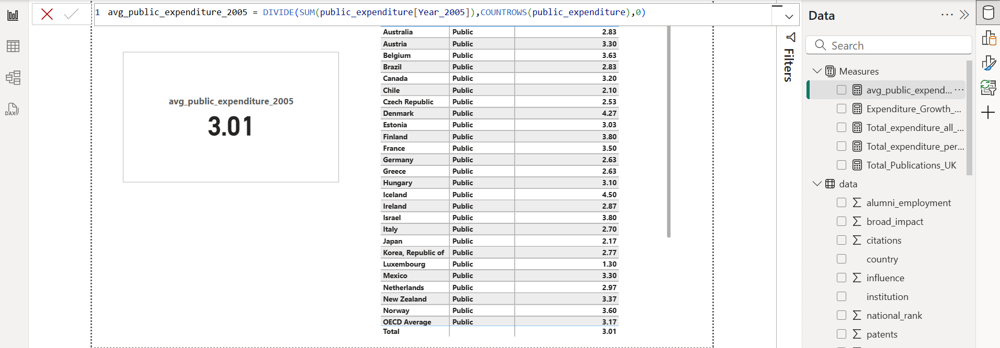 1 avg_public_expenditure_2005 = DIVIDE(SUM(public_expenditure[Year_2005]),COUNTROWS(public_expenditure),0)
avg_public_expenditure_2005
3.01
Australia Public 2.83
Austria Public 3.30
Belgium Public 3.63
Brazil Public 2.83
Canada Public 3.20
Chile Public 2.10
Czech Republic Public 2.53
Denmark Public 4.27
Estonia Public 3.03
Finland Public 3.80
France Public 3.50
Germany Public 2.63
Greece Public 2.63
Hungary Public 3.10
Iceland Public 4.50
Ireland Public 2.87
Israel Public 3.80
Italy Public 2.70
Japan Public 2.17
Korea, Republic of Public 2.77
Luxembourg Public 1.30
Mexico Public 3.30
Netherlands Public 2.97
New Zealand Public 3.37
Norway Public 3.60
OECD Average Public 3.17
Total 3.01
Filters
Data
Search
Measures
avg_public_expend...
Expenditure_Growth_...
Total_expenditure_all_...
Total_expenditure_per...
Total_Publications_UK
data
alumni_employment
broad_impact
citations
country
influence
institution
national_rank
patents
DAX